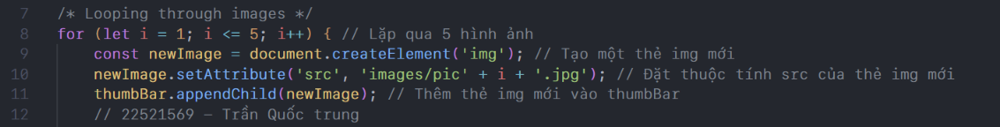 7 /* Looping through images */
8 for (let i = 1; i <= 5; i++) { // Lặp qua 5 hình ảnh
9 const newImage = document.createElement('img'); // Tạo một thẻ img mới
10 newImage.setAttribute('src', 'images/pic' + i + '.jpg'); // Đặt thuộc tính src của thẻ img mới
11 thumbBar.appendChild(newImage); // Thêm thẻ img mới vào thumbBar
12 // 22521569 – Trần Quốc trung